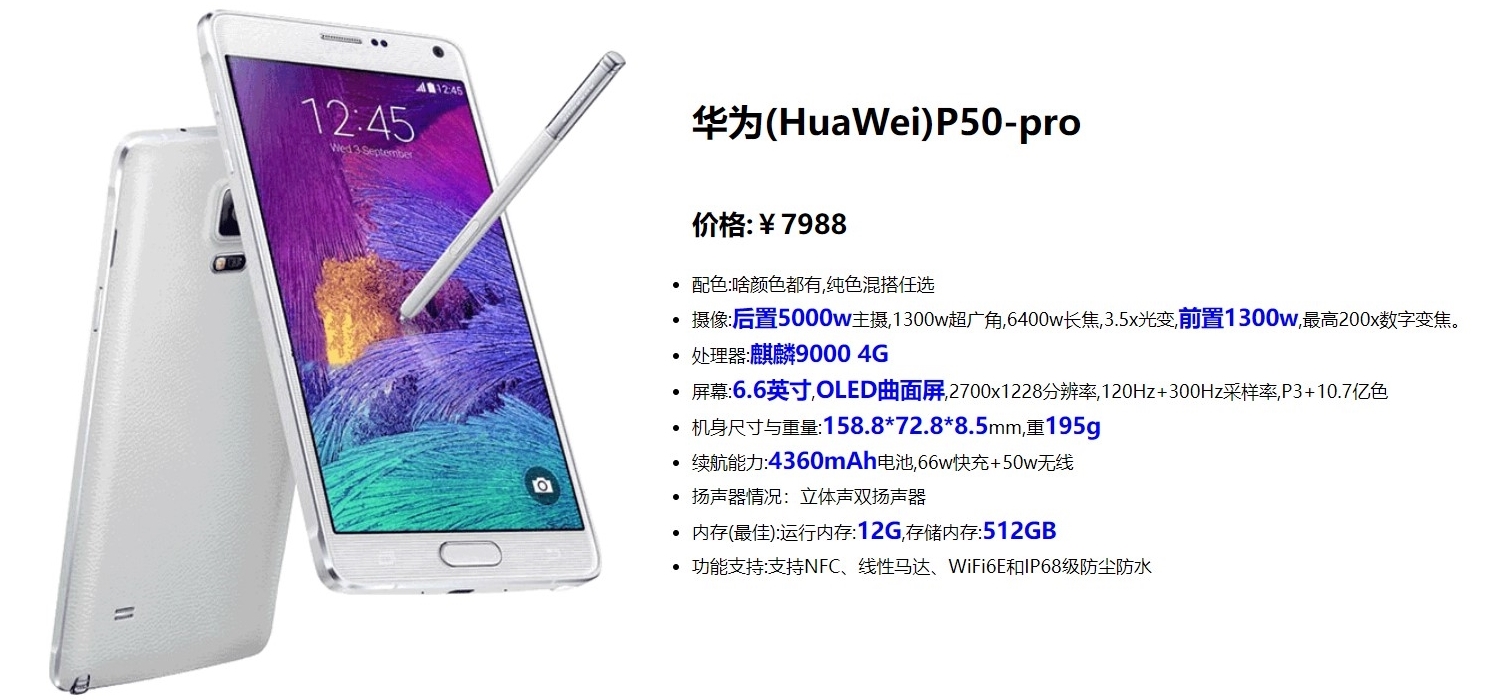 12:45
12:45
Wed 3 September
华为(HuaWei)P50-pro
价格:￥7988
配色:啥颜色都有,纯色混搭任选
摄像:后置5000w主摄,1300w超广角,6400w长焦,3.5x光变,前置1300w,最高200x数字变焦。
处理器:麒麟9000 4G
屏幕:6.6英寸,OLED曲面屏,2700x1228分辨率,120Hz+300Hz采样率,P3+10.7亿色
机身尺寸与重量:158.8*72.8*8.5mm,重195g
续航能力:4360mAh电池,66w快充+50w无线
扬声器情况：立体声双扬声器
内存(最佳):运行内存:12G,存储内存:512GB
功能支持:支持NFC、线性马达、WiFi6E和IP68级防尘防水